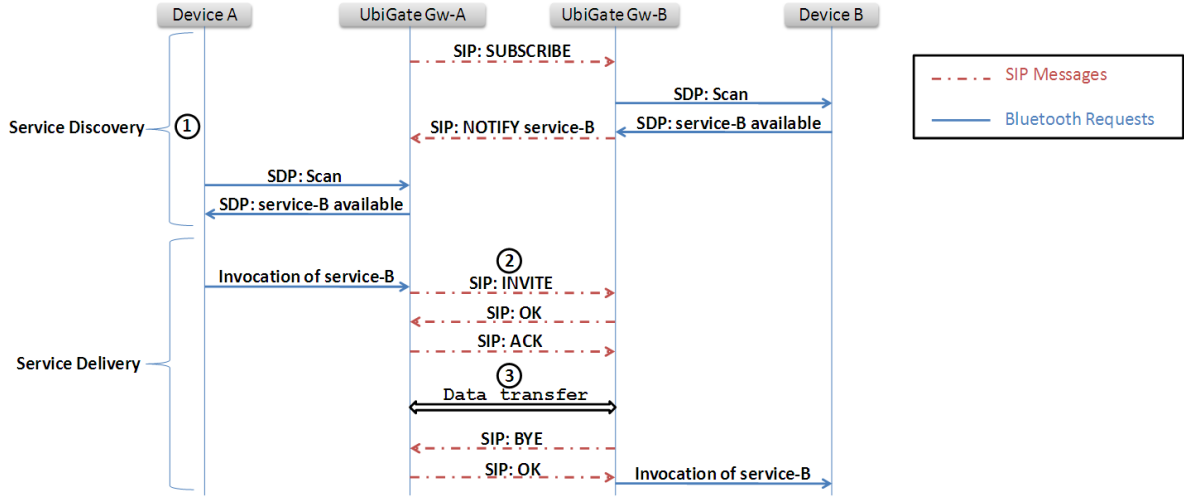 Device A
UbiGate Gw-A
UbiGate Gw-B
Device B
SIP: SUBSCRIBE
SIP Messages
Bluetooth Requests
SDP: Scan
SDP: service-B available
Service Discovery
1
SIP: NOTIFY service-B
SDP: Scan
SDP: service-B available
2
Invocation of service-B
SIP: INVITE
SIP: OK
SIP: ACK
Service Delivery
3
Data transfer
SIP: BYE
SIP: OK
Invocation of service-B